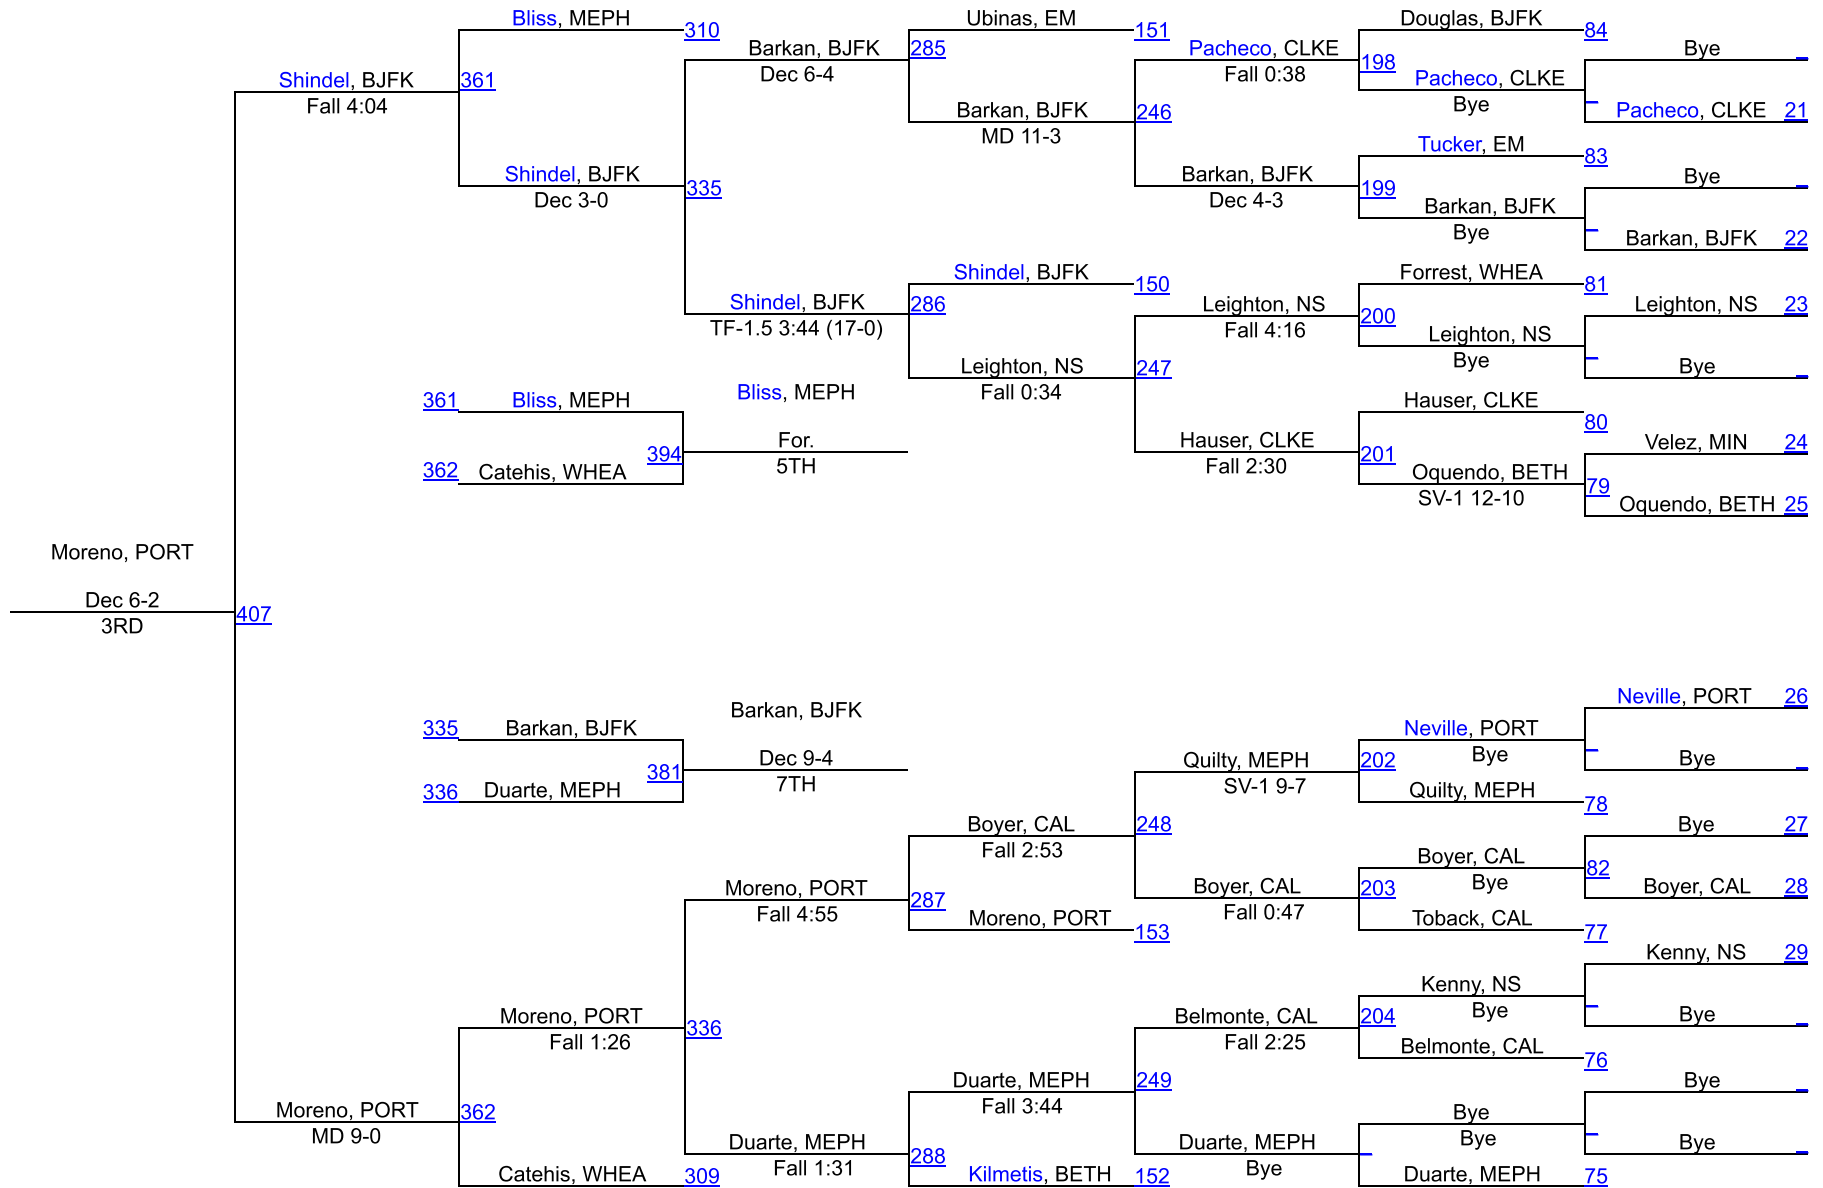 Bliss, MEPH
310
Ubinas, EM
151
Douglas, BJFK
84
Barkan, BJFK
285
Dec 6-4
Pacheco, CLKE
198
Fall 0:38
Bye
Shindel, BJFK
361
Fall 4:04
Pacheco, CLKE
Bye
Pacheco, CLKE 21
Barkan, BJFK
246
MD 11-3
Tucker, EM
83
Shindel, BJFK
335
Dec 3-0
Barkan, BJFK
199
Dec 4-3
Bye
Barkan, BJFK
Bye
Barkan, BJFK 22
Shindel, BJFK
150
Forrest, WHEA
81
Shindel, BJFK
286
TF-1.5 3:44 (17-0)
Leighton, NS
200
Fall 4:16
Leighton, NS 23
Leighton, NS
Bye
Leighton, NS
247
Fall 0:34
Bye
361 Bliss, MEPH
Bliss, MEPH
Hauser, CLKE
80
394
For.
5TH
Hauser, CLKE
201
Fall 2:30
Velez, MIN 24
362 Catehis, WHEA
Oquendo, BETH
79
SV-1 12-10
Oquendo, BETH 25
Moreno, PORT
Dec 6-2
407
3RD
Neville, PORT 26
335 Barkan, BJFK
Barkan, BJFK
Neville, PORT
Bye
381
Dec 9-4
7TH
Quilty, MEPH
202
SV-1 9-7
Bye
336 Duarte, MEPH
Quilty, MEPH
78
Boyer, CAL
248
Fall 2:53
Bye 27
Boyer, CAL
82
Bye
Moreno, PORT
287
Fall 4:55
Boyer, CAL
203
Fall 0:47
Boyer, CAL 28
Moreno, PORT
153
Toback, CAL
77
Kenny, NS 29
Kenny, NS
Bye
Moreno, PORT
336
Fall 1:26
Belmonte, CAL
204
Fall 2:25
Bye
Belmonte, CAL
76
Duarte, MEPH
249
Fall 3:44
Bye
Moreno, PORT
362
MD 9-0
Bye
Bye
Duarte, MEPH
288
Fall 1:31
Duarte, MEPH
Bye
Bye
Catehis, WHEA
309
Kilmetis, BETH
152
Duarte, MEPH
75